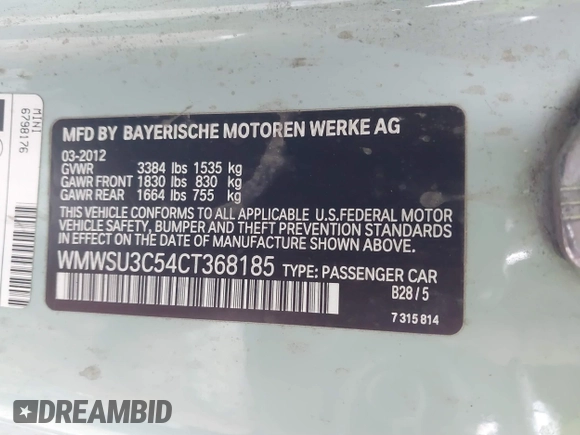 MINI
6798176
MFD BY BAYERISCHE MOTOREN WERKE AG
03-2012
GVWR 3384 lbs 1535 kg
GAWR FRONT 1830 lbs 830 kg
GAWR REAR 1664 lbs 755 kg
THIS VEHICLE CONFORMS TO ALL APPLICABLE U.S.FEDERAL MOTOR
VEHICLE SAFETY, BUMPER AND THEFT PREVENTION STANDARDS
IN EFFECT ON THE DATE OF MANUFACTURE SHOWN ABOVE.
WMWSU3C54CT368185 TYPE: PASSENGER CAR
B28/5
7 315 814
DREAMBID